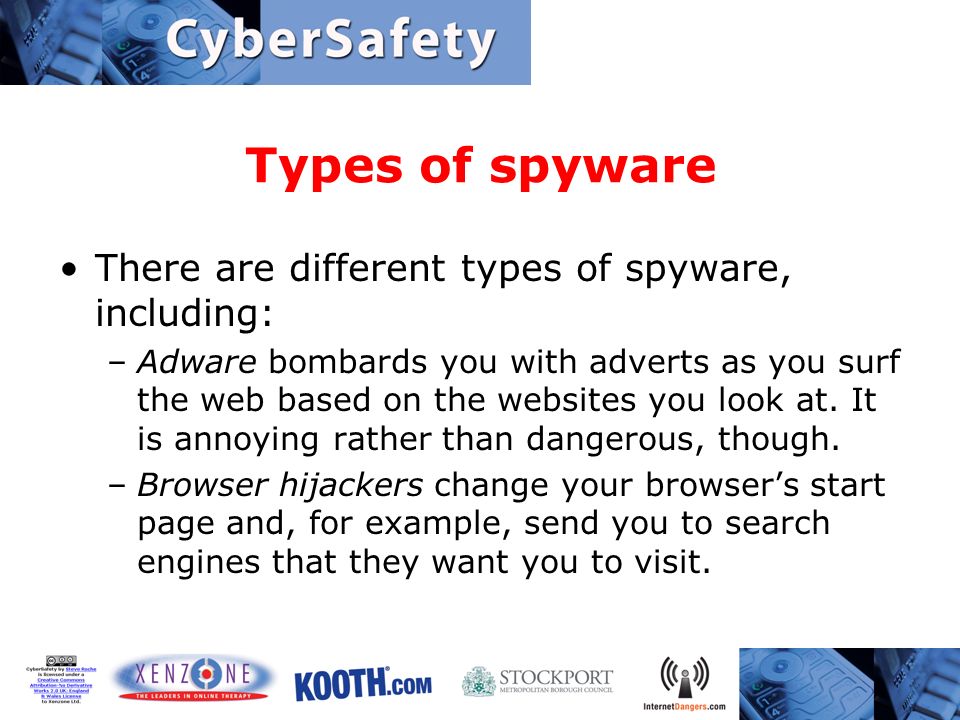 CyberSafety
Types of spyware
• There are different types of spyware,
including:
– Adware bombards you with adverts as you surf
the web based on the websites you look at. It
is annoying rather than dangerous, though.
– Browser hijackers change your browser’s start
page and, for example, send you to search
engines that they want you to visit.
CyberSafety by Steve Roche
is licensed under a
Creative Commons
Attribution-No Derivative
Works 2.0 UK: England
& Wales License
to Xenzone Ltd.
XENZONE
THE LEADERS IN ONLINE THERAPY
KOOTH.COM
STOCKPORT
METROPOLITAN BOROUGH COUNCIL
InternetDangers.com